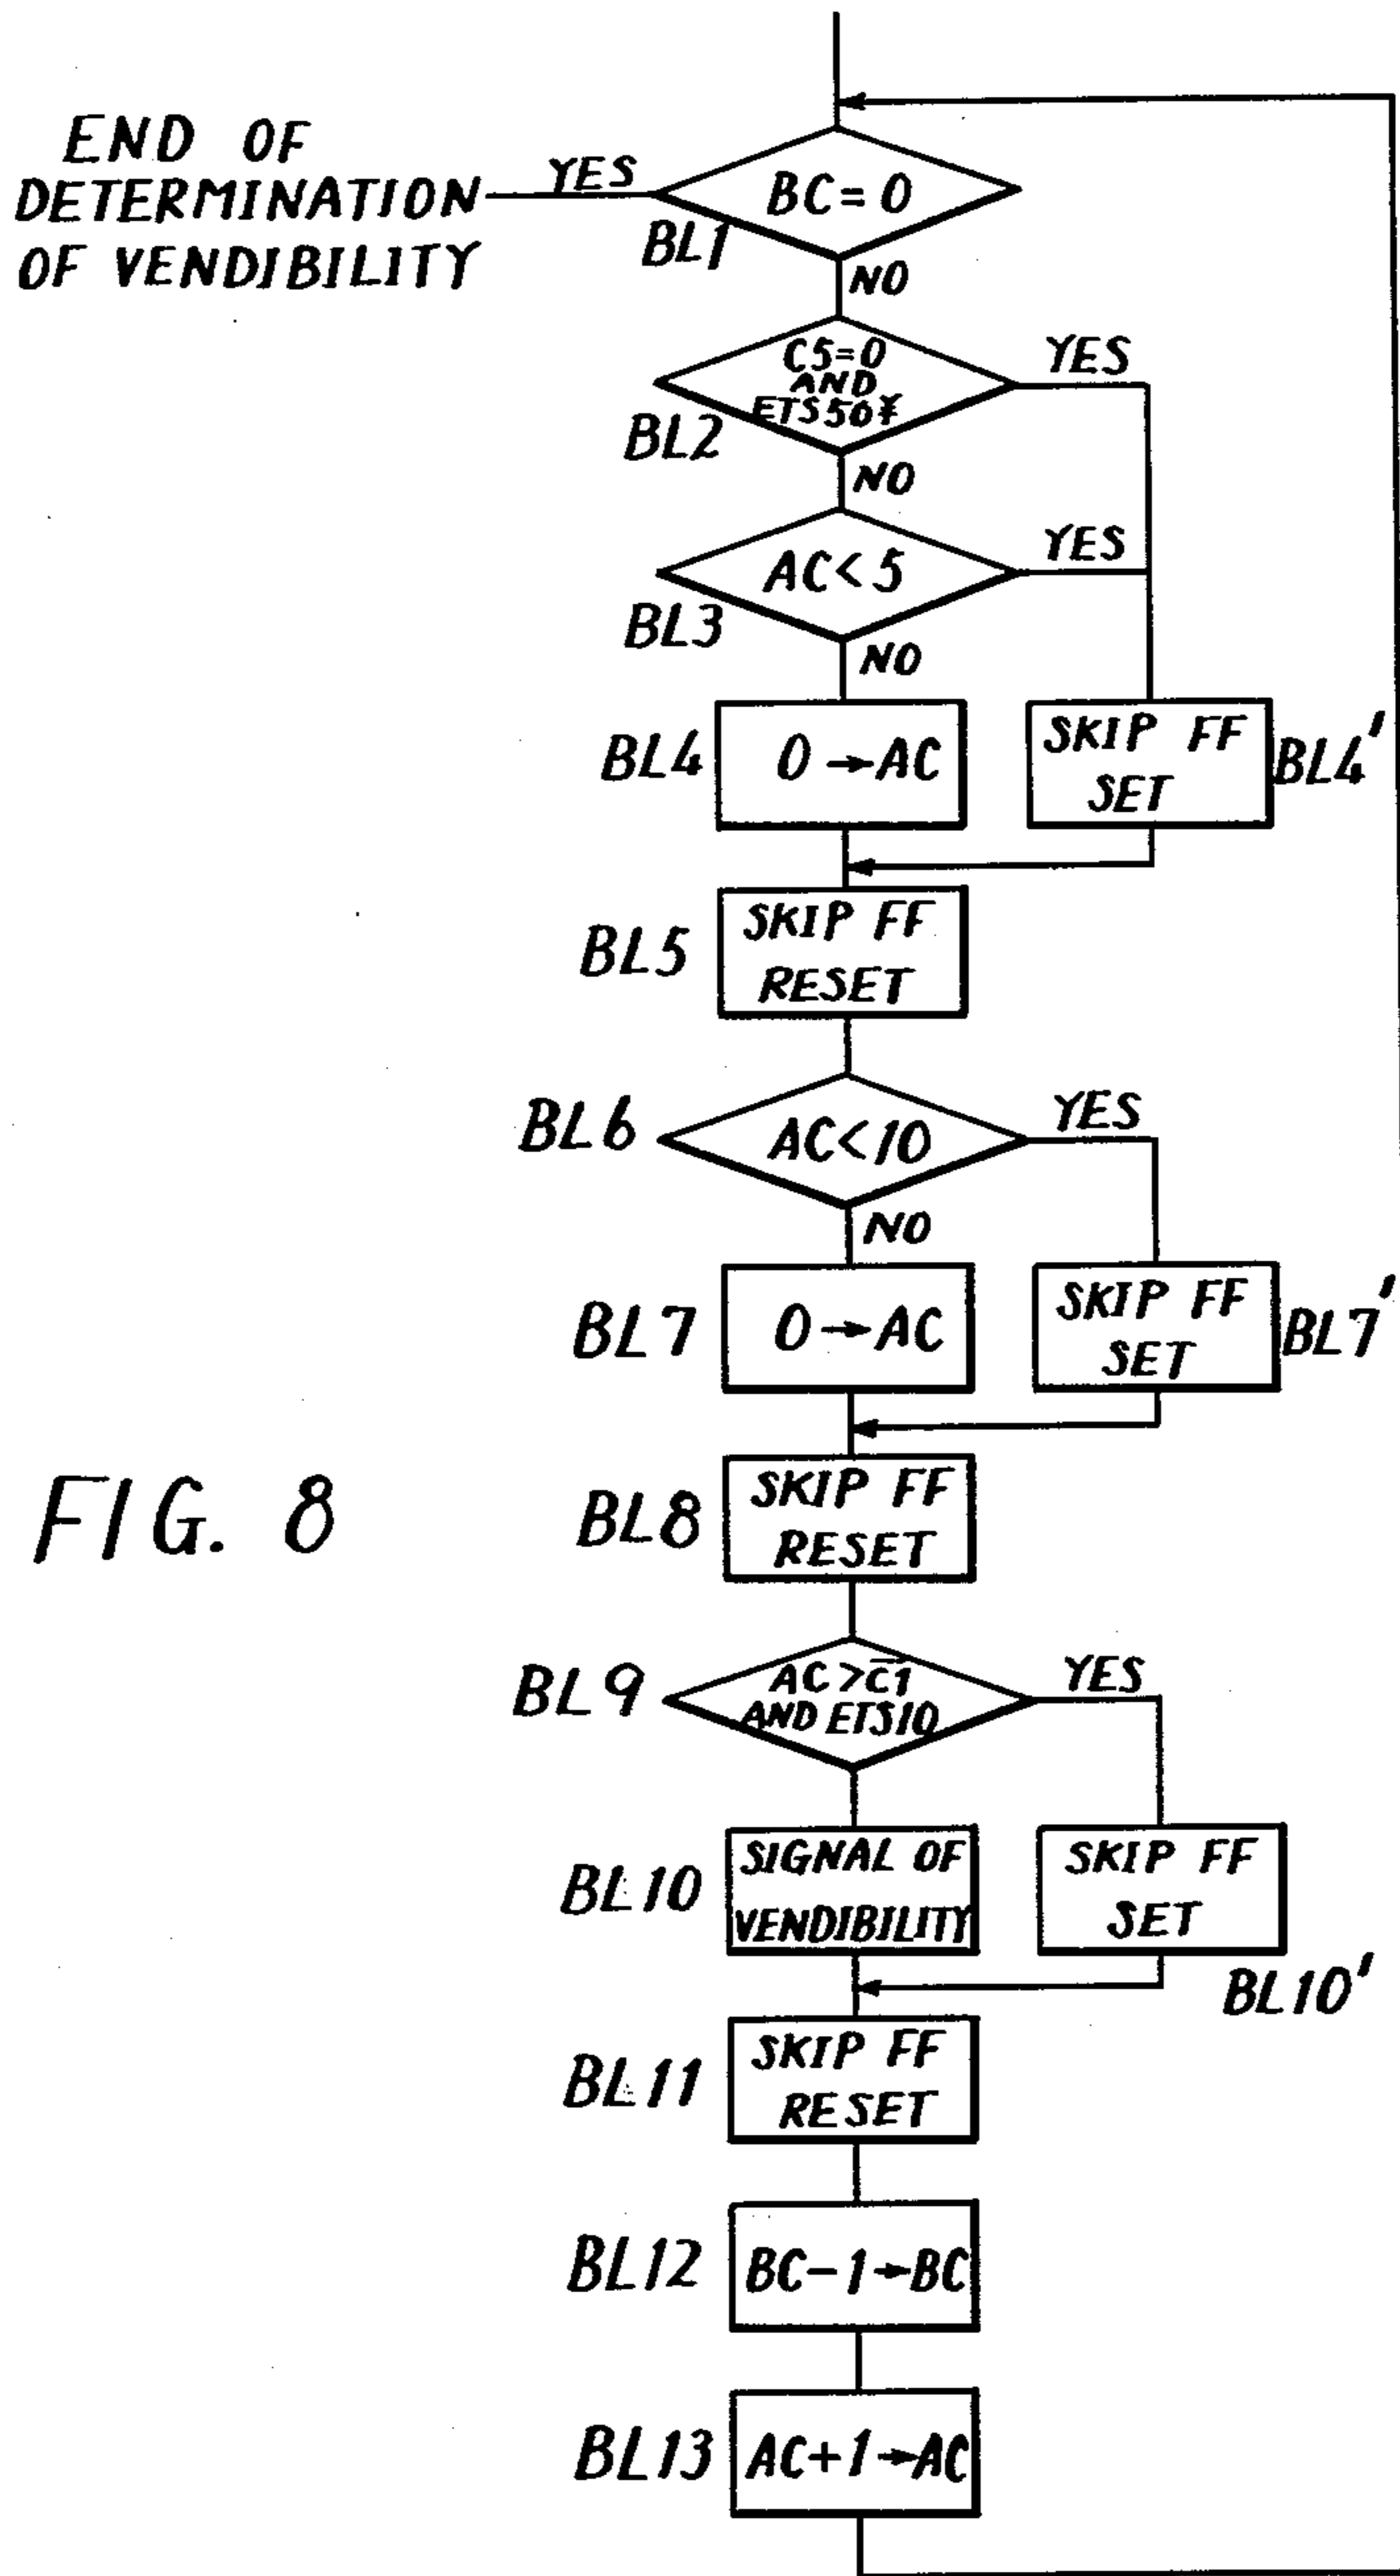 END OF
DETERMINATION
OF VENDIBILITY
YES
BC=0
BL1
NO
C5=0
AND
ETS50¥
YES
BL2
NO
AC<5
YES
BL3
NO
BL4
0→AC
SKIP FF
SET
BL4'
BL5
SKIP FF
RESET
BL6
AC<10
YES
NO
BL7
0→AC
SKIP FF
SET
BL7'
FIG. 8
BL8
SKIP FF
RESET
BL9
AC>C̅1̅
AND ETS10
YES
BL10
SIGNAL OF
VENDIBILITY
SKIP FF
SET
BL10'
BL11
SKIP FF
RESET
BL12
BC-1→BC
BL13
AC+1→AC